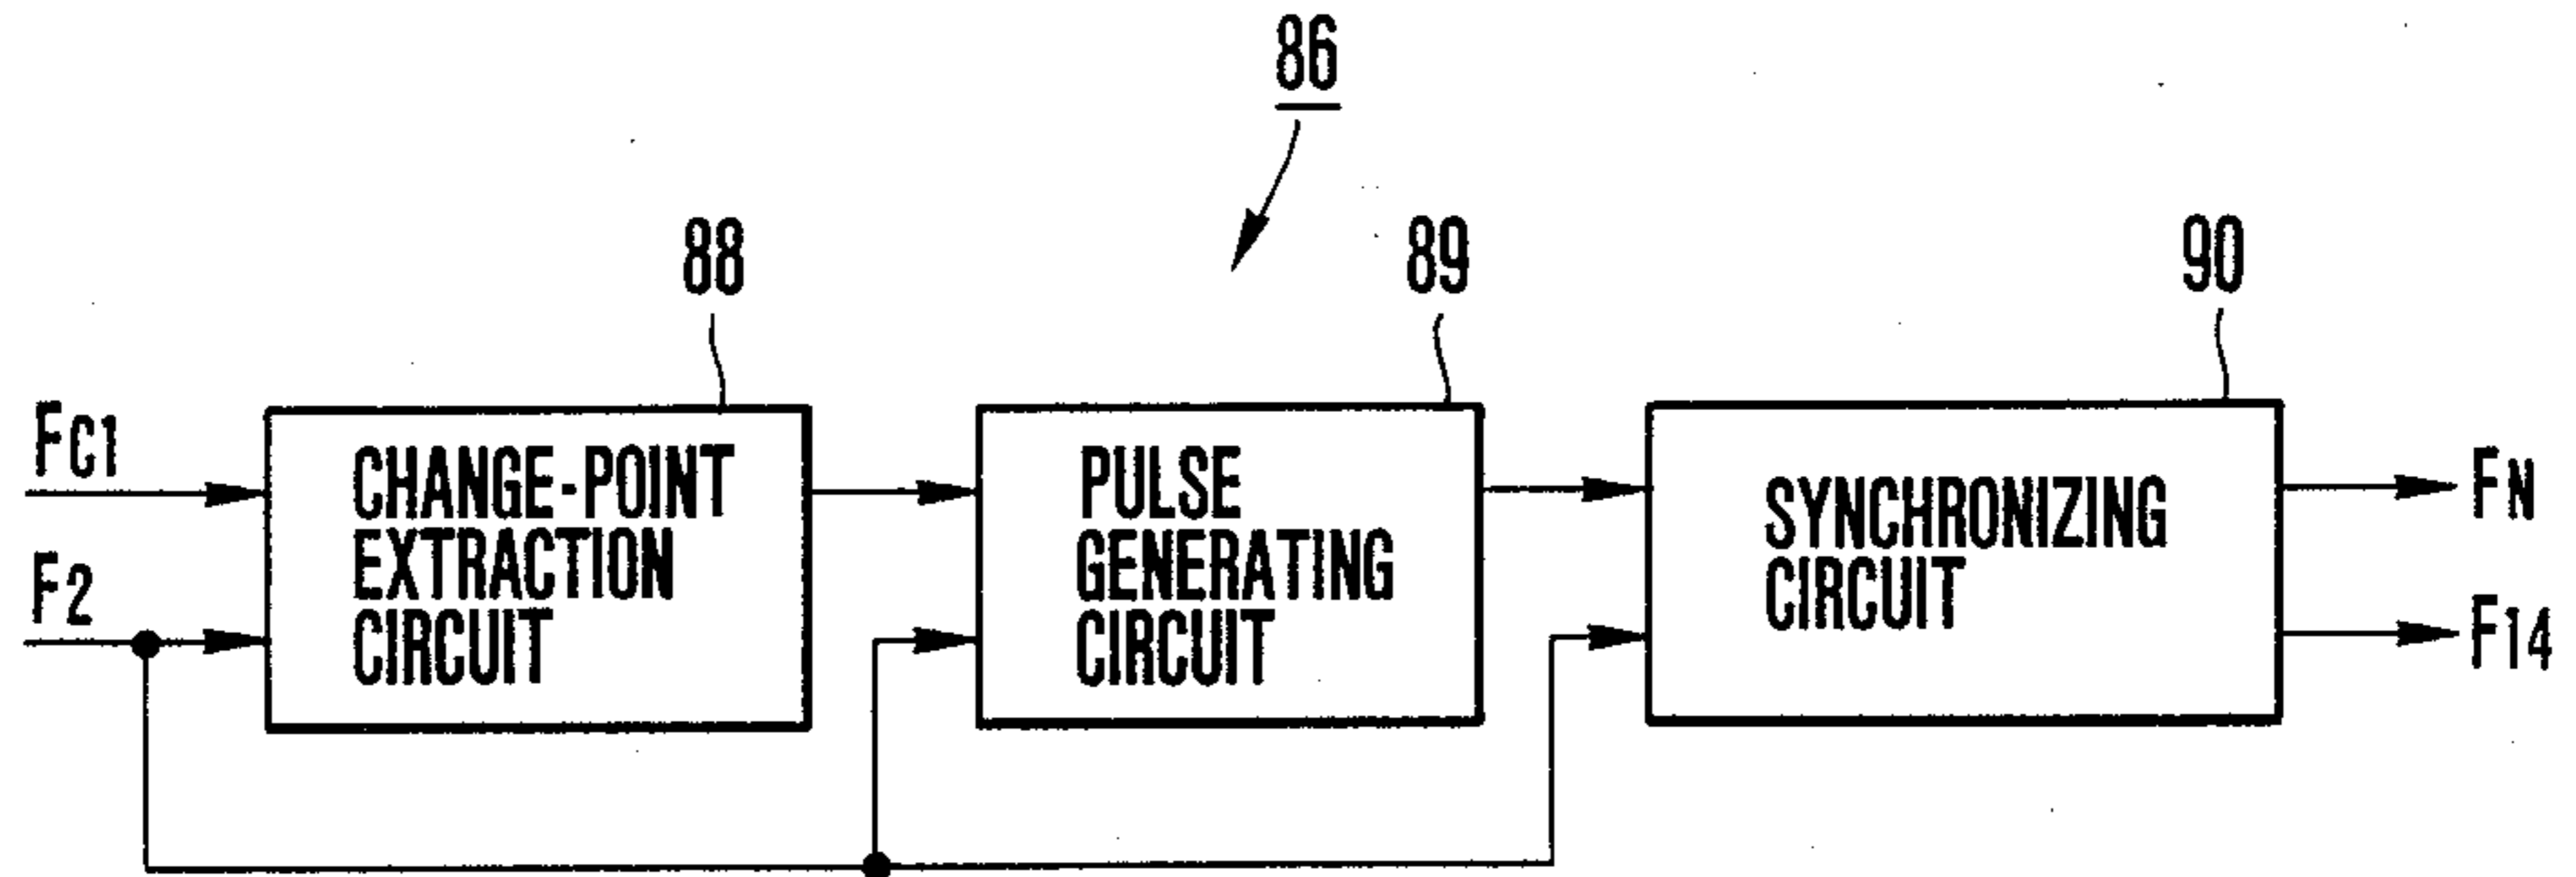 86
88
89
90
FC1
F2
CHANGE-POINT
EXTRACTION
CIRCUIT
PULSE
GENERATING
CIRCUIT
SYNCHRONIZING
CIRCUIT
FN
F14